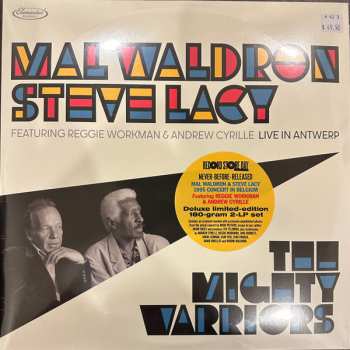 Elemental
MAL WALDRON
STEVE LACY
FEATURING REGGIE WORKMAN & ANDREW CYRILLE LIVE IN ANTWERP
RECORD STORE DAY
NEVER-BEFORE-RELEASED
MAL WALDRON & STEVE LACY
1995 CONCERT IN BELGIUM
Featuring REGGIE WORKMAN
& ANDREW CYRILLE
Deluxe limited-edition
180-gram 2-LP set
THE
MIGHTY
WARRIORS